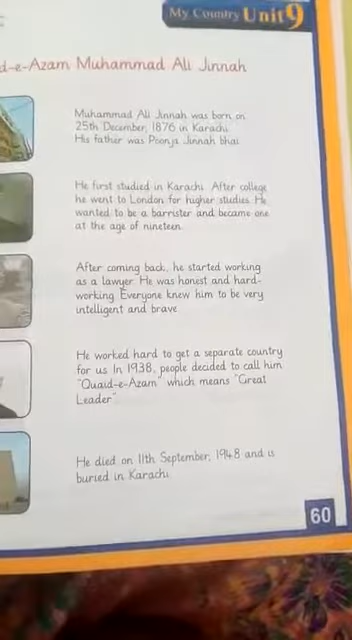 My Country Unit 9
d-e-Azam Muhammad Ali Jinnah
Muhammad Ali Jinnah was born on
25th December, 1876 in Karachi.
His father was Poonja Jinnah bhai.
He first studied in Karachi. After college
he went to London for higher studies. He
wanted to be a barrister and became one
at the age of nineteen.
After coming back, he started working
as a lawyer. He was honest and hard-
working. Everyone knew him to be very
intelligent and brave.
He worked hard to get a separate country
for us. In 1938, people decided to call him
"Quaid-e-Azam" which means "Great
Leader"
He died on 11th September, 1948 and is
buried in Karachi.
60